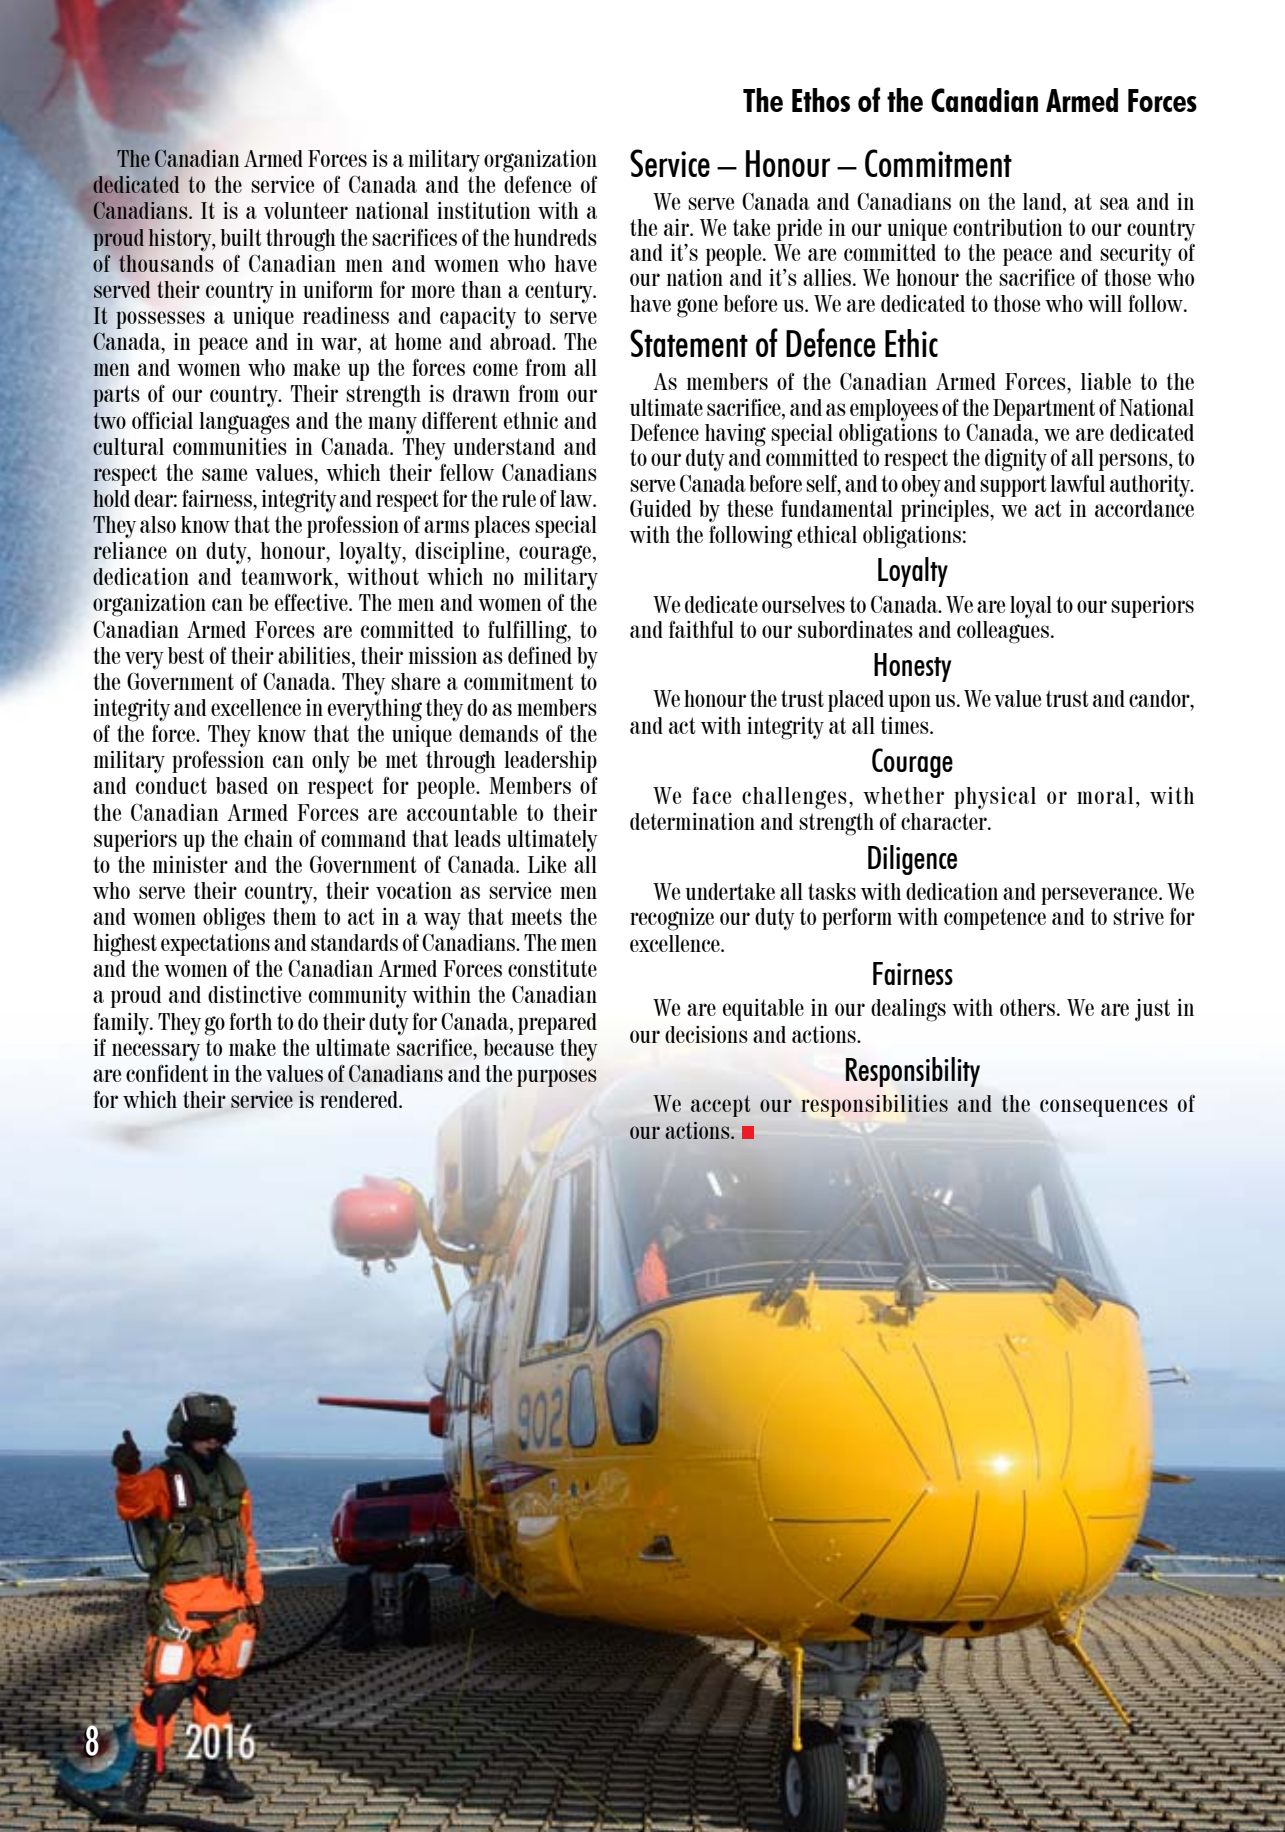 The Ethos of the Canadian Armed Forces
The Canadian Armed Forces is a military organization
dedicated to the service of Canada and the defence of
Canadians. It is a volunteer national institution with a
proud history, built through the sacrifices of the hundreds
of thousands of Canadian men and women who have
served their country in uniform for more than a century.
It possesses a unique readiness and capacity to serve
Canada, in peace and in war, at home and abroad. The
men and women who make up the forces come from all
parts of our country. Their strength is drawn from our
two official languages and the many different ethnic and
cultural communities in Canada. They understand and
respect the same values, which their fellow Canadians
hold dear: fairness, integrity and respect for the rule of law.
They also know that the profession of arms places special
reliance on duty, honour, loyalty, discipline, courage,
dedication and teamwork, without which no military
organization can be effective. The men and women of the
Canadian Armed Forces are committed to fulfilling, to
the very best of their abilities, their mission as defined by
the Government of Canada. They share a commitment to
integrity and excellence in everything they do as members
of the force. They know that the unique demands of the
military profession can only be met through leadership
and conduct based on respect for people. Members of
the Canadian Armed Forces are accountable to their
superiors up the chain of command that leads ultimately
to the minister and the Government of Canada. Like all
who serve their country, their vocation as service men
and women obliges them to act in a way that meets the
highest expectations and standards of Canadians. The men
and the women of the Canadian Armed Forces constitute
a proud and distinctive community within the Canadian
family. They go forth to do their duty for Canada, prepared
if necessary to make the ultimate sacrifice, because they
are confident in the values of Canadians and the purposes
for which their service is rendered.
Service – Honour – Commitment
We serve Canada and Canadians on the land, at sea and in
the air. We take pride in our unique contribution to our country
and it's people. We are committed to the peace and security of
our nation and it's allies. We honour the sacrifice of those who
have gone before us. We are dedicated to those who will follow.
Statement of Defence Ethic
As members of the Canadian Armed Forces, liable to the
ultimate sacrifice, and as employees of the Department of National
Defence having special obligations to Canada, we are dedicated
to our duty and committed to respect the dignity of all persons, to
serve Canada before self, and to obey and support lawful authority.
Guided by these fundamental principles, we act in accordance
with the following ethical obligations:
Loyalty
We dedicate ourselves to Canada. We are loyal to our superiors
and faithful to our subordinates and colleagues.
Honesty
We honour the trust placed upon us. We value trust and candor,
and act with integrity at all times.
Courage
We face challenges, whether physical or moral, with
determination and strength of character.
Diligence
We undertake all tasks with dedication and perseverance. We
recognize our duty to perform with competence and to strive for
excellence.
Fairness
We are equitable in our dealings with others. We are just in
our decisions and actions.
Responsibility
We accept our responsibilities and the consequences of
our actions.
902
8 | 2016